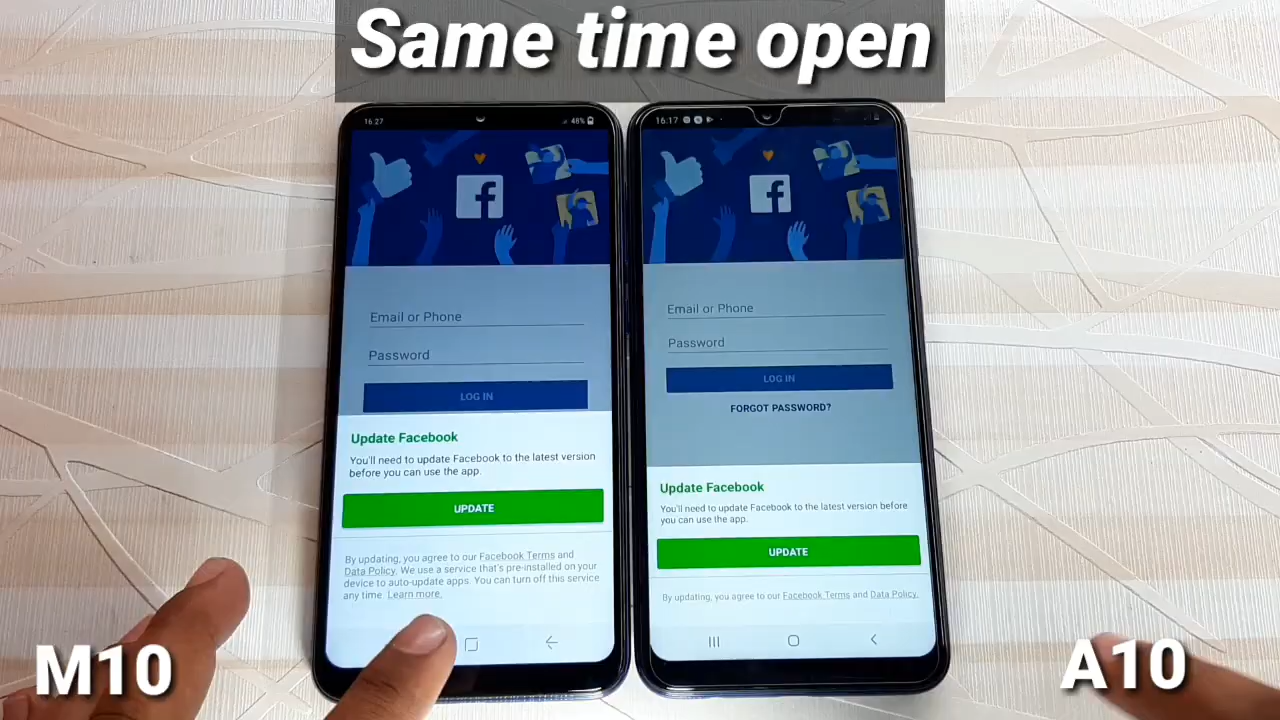 Same time open
16:27
48%
f
Email or Phone
Password
LOG IN
Update Facebook
You'll need to update Facebook to the latest version
before you can use the app.
UPDATE
By updating, you agree to our Facebook Terms and
Data Policy. We use a service that's pre-installed on your
device to auto-update apps. You can turn off this service
any time. Learn more.
16:17
f
Email or Phone
Password
LOG IN
FORGOT PASSWORD?
Update Facebook
You'll need to update Facebook to the latest version before
you can use the app.
UPDATE
By updating, you agree to our Facebook Terms and Data Policy.
M10
A10